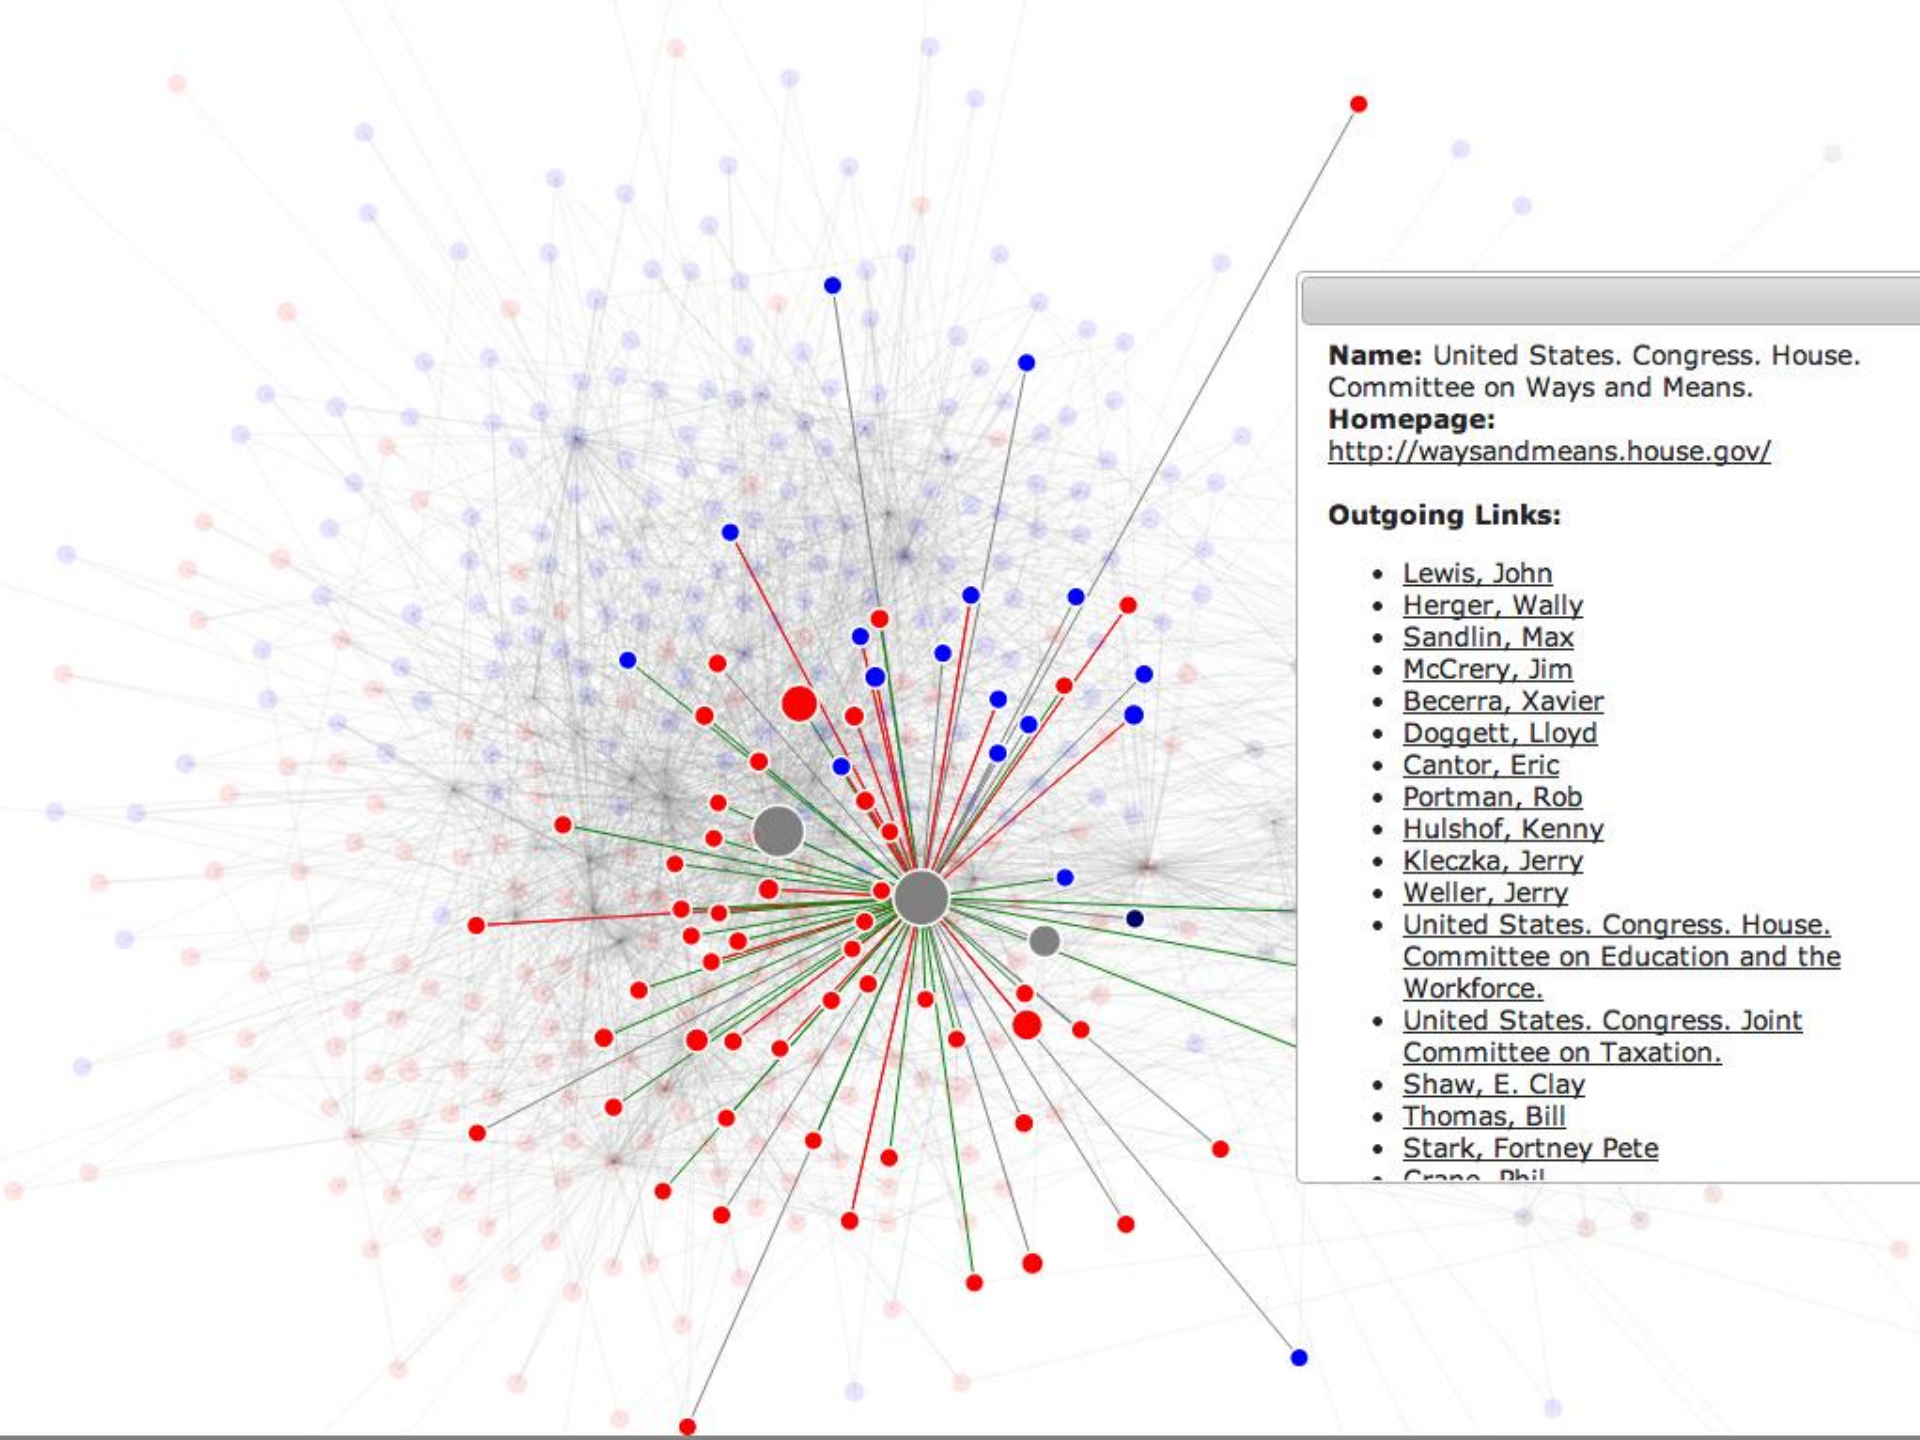 Name: United States. Congress. House.
Committee on Ways and Means.
Homepage:
http://waysandmeans.house.gov/
Outgoing Links:
• Lewis, John
• Herger, Wally
• Sandlin, Max
• McCrery, Jim
• Becerra, Xavier
• Doggett, Lloyd
• Cantor, Eric
• Portman, Rob
• Hulshof, Kenny
• Kleczka, Jerry
• Weller, Jerry
• United States. Congress. House.
Committee on Education and the
Workforce.
• United States. Congress. Joint
Committee on Taxation.
• Shaw, E. Clay
• Thomas, Bill
• Stark, Fortney Pete
• Crane, Phil